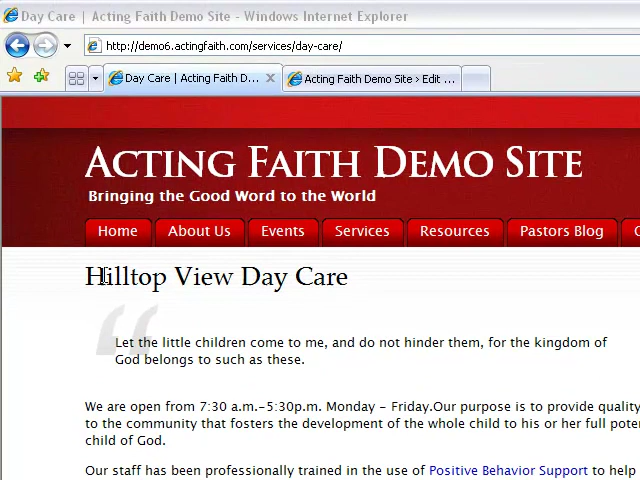 Day Care | Acting Faith Demo Site - Windows Internet Explorer
http://demo6.actingfaith.com/services/day-care/
Day Care | Acting Faith D... Acting Faith Demo Site › Edit ...
Acting Faith Demo Site
Bringing the Good Word to the World
Home About Us Events Services Resources Pastors Blog
Hilltop View Day Care
“
Let the little children come to me, and do not hinder them, for the kingdom of
God belongs to such as these.
We are open from 7:30 a.m.-5:30p.m. Monday - Friday.Our purpose is to provide quality
to the community that fosters the development of the whole child to his or her full
child of God.
Our staff has been professionally trained in the use of Positive Behavior Support to help